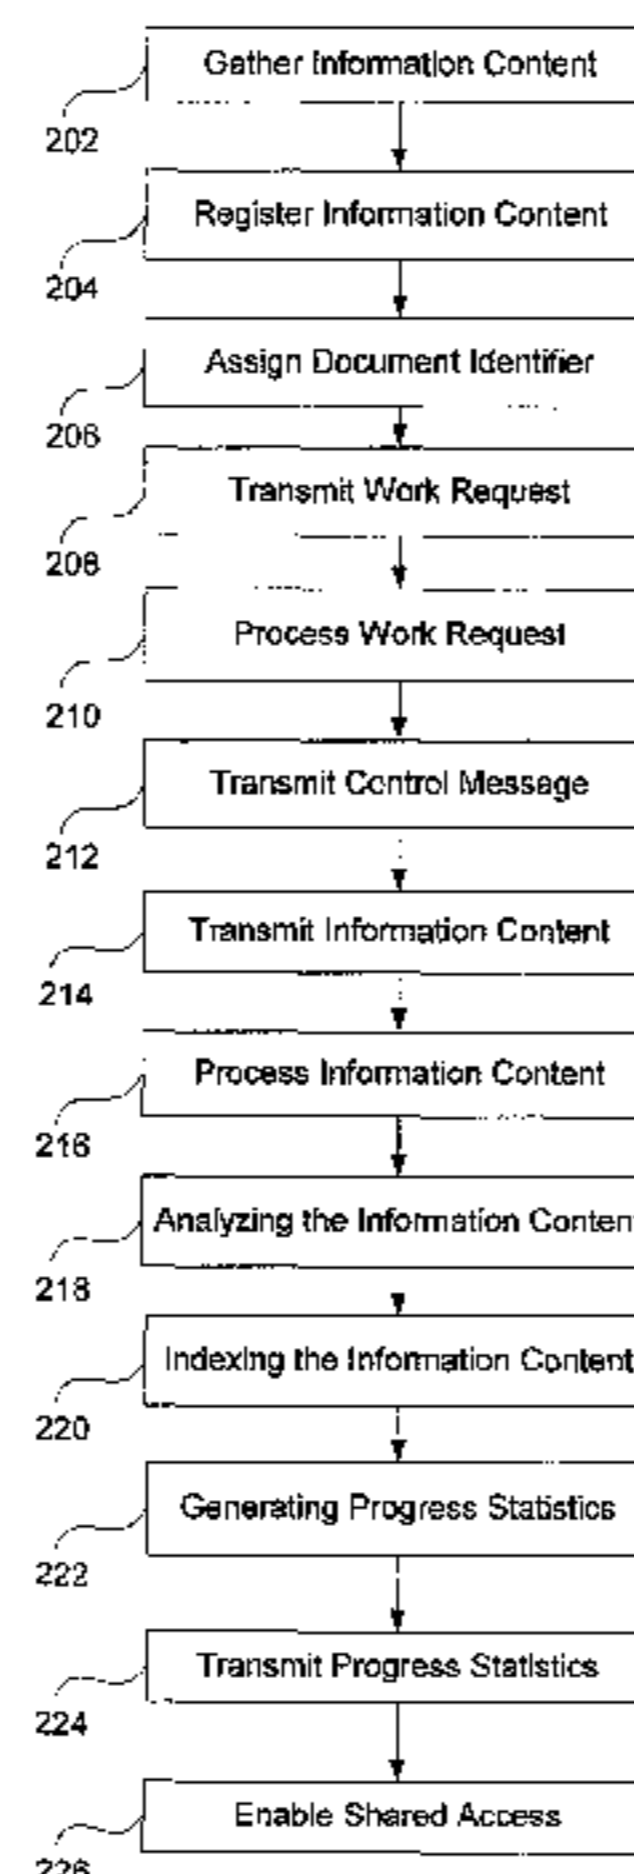 Gather Information Content
202
Register Information Content
204
Assign Document Identifier
206
Transmit Work Request
208
Process Work Request
210
Transmit Control Message
212
Transmit Information Content
214
Process Information Content
216
Analyzing the Information Conten
218
Indexing the Information Content
220
Generating Progress Statistics
222
Transmit Progress Statistics
224
Enable Shared Access
226